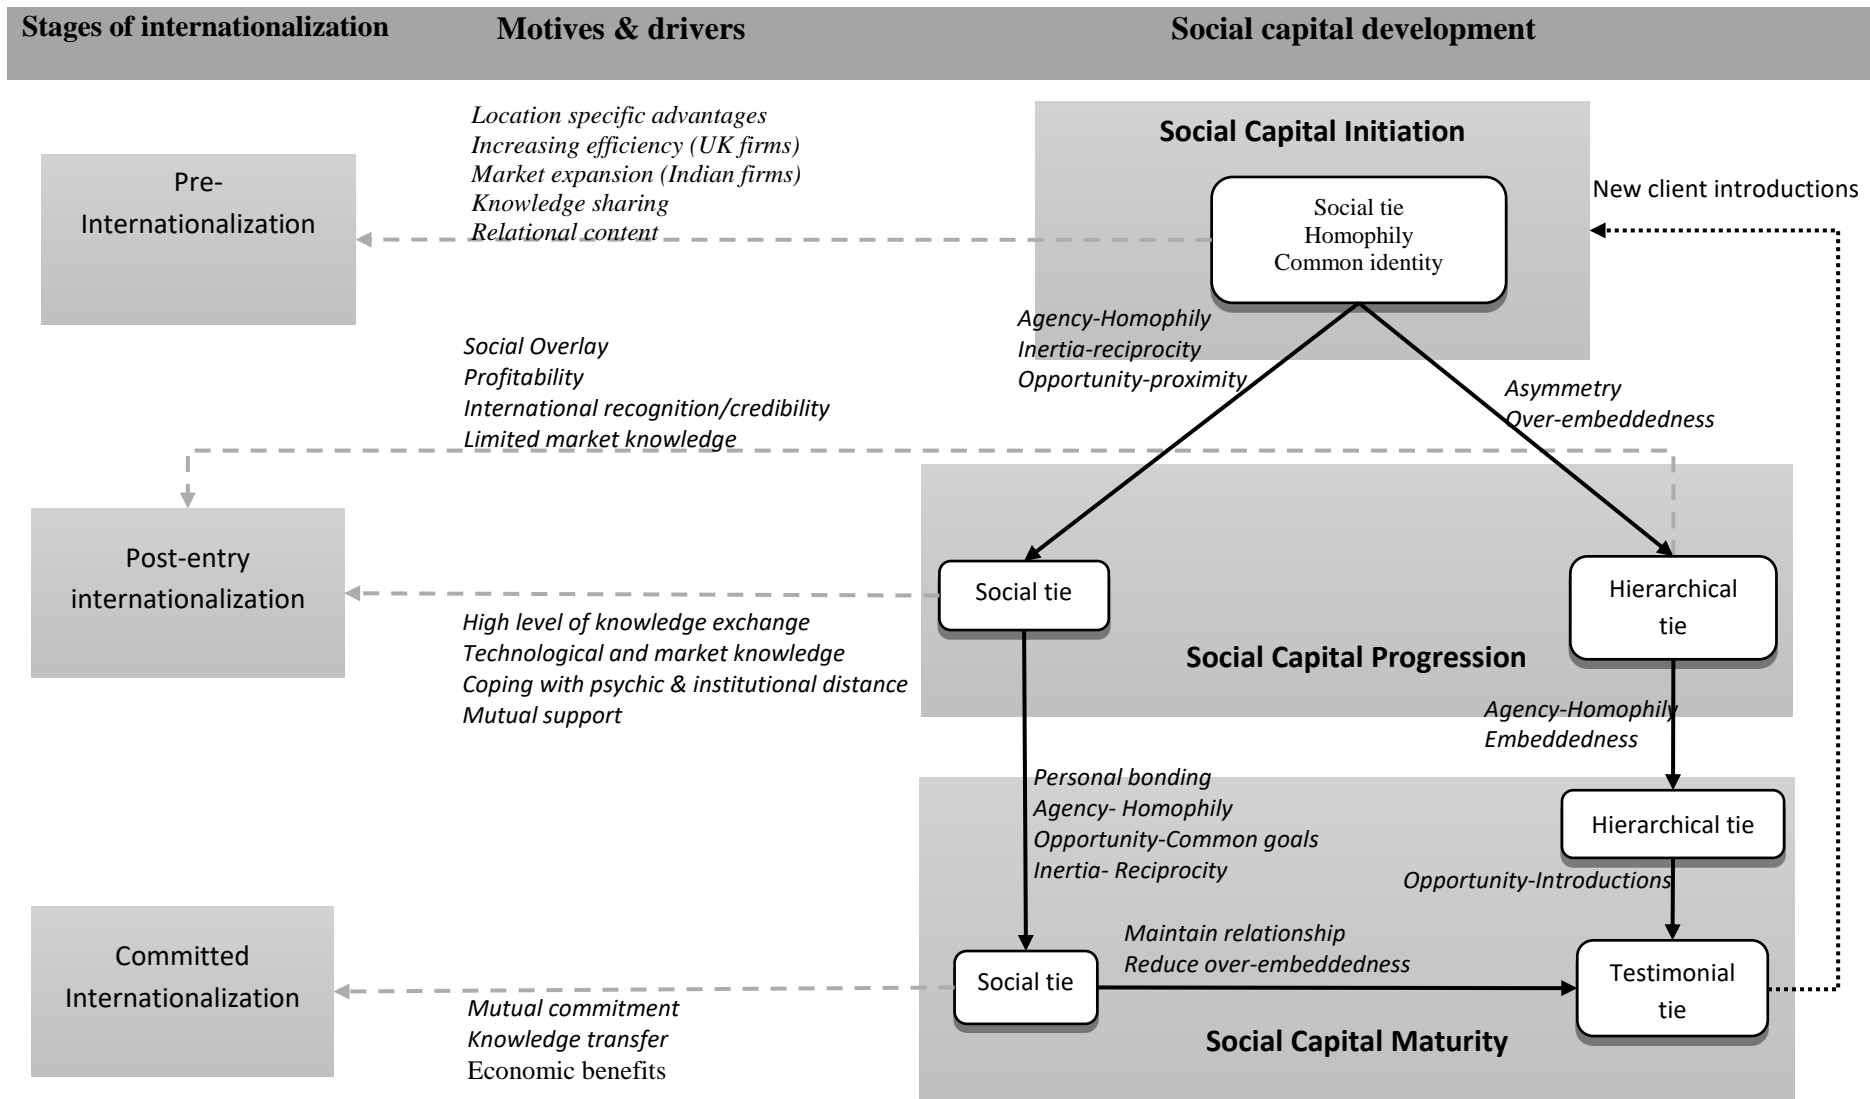 Stages of internationalization
Motives & drivers
Social capital development
Location specific advantages
Increasing efficiency (UK firms)
Market expansion (Indian firms)
Knowledge sharing
Relational content
Pre-
Internationalization
Social Capital Initiation
Social tie
Homophily
Common identity
New client introductions
Agency-Homophily
Inertia-reciprocity
Opportunity-proximity
Asymmetry
Over-embeddedness
Social Overlay
Profitability
International recognition/credibility
Limited market knowledge
Post-entry
internationalization
Social tie
Hierarchical
tie
Social Capital Progression
High level of knowledge exchange
Technological and market knowledge
Coping with psychic & institutional distance
Mutual support
Agency-Homophily
Embeddedness
Personal bonding
Agency- Homophily
Opportunity-Common goals
Inertia- Reciprocity
Hierarchical tie
Opportunity-Introductions
Committed
Internationalization
Maintain relationship
Reduce over-embeddedness
Social tie
Testimonial
tie
Social Capital Maturity
Mutual commitment
Knowledge transfer
Economic benefits